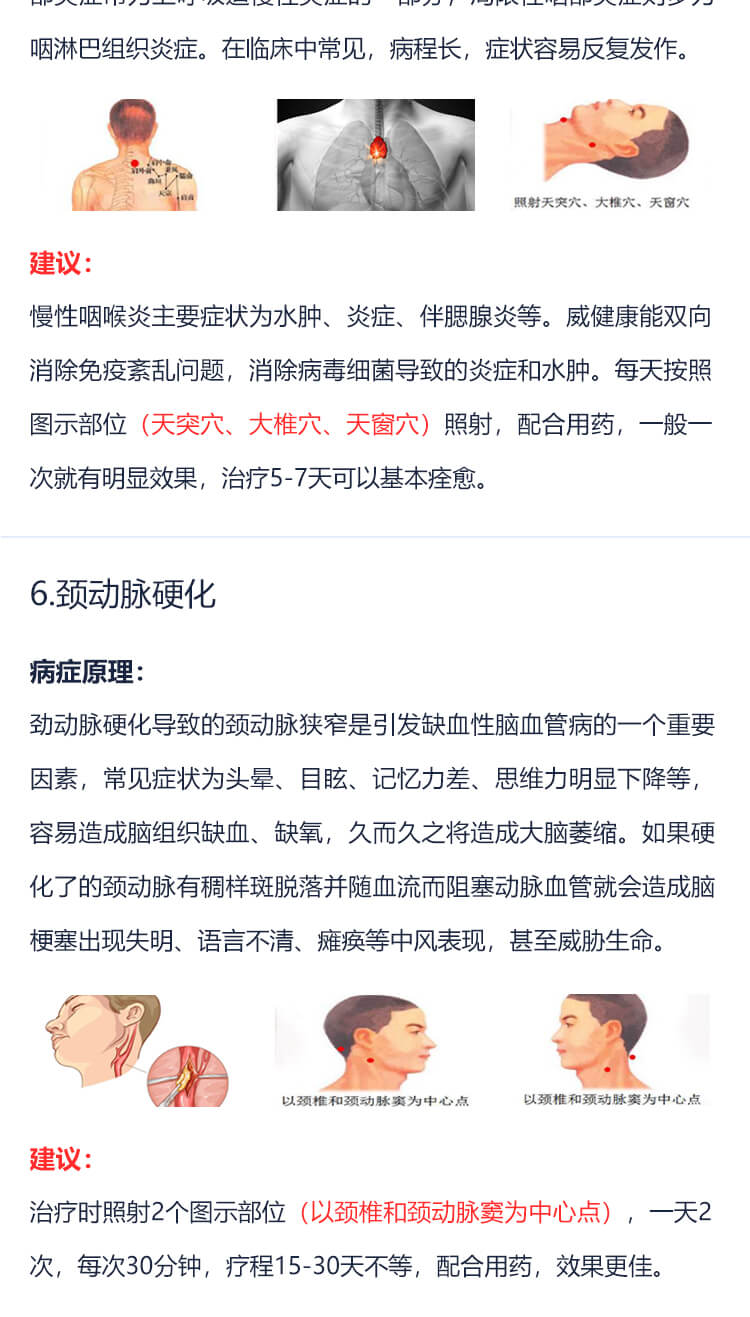 咽淋巴组织炎症。在临床中常见，病程长，症状容易反复发作。
照射天突穴、大椎穴、天窗穴
建议：
慢性咽喉炎主要症状为水肿、炎症、伴腮腺炎等。威健康能双向
消除免疫紊乱问题，消除病毒细菌导致的炎症和水肿。每天按照
图示部位（天突穴、大椎穴、天窗穴）照射，配合用药，一般一
次就有明显效果，治疗5-7天可以基本痊愈。
6.颈动脉硬化
病症原理：
劲动脉硬化导致的颈动脉狭窄是引发缺血性脑血管病的一个重要
因素，常见症状为头晕、目眩、记忆力差、思维力明显下降等，
容易造成脑组织缺血、缺氧，久而久之将造成大脑萎缩。如果硬
化了的颈动脉有稠样斑脱落并随血流而阻塞动脉血管就会造成脑
梗塞出现失明、语言不清、瘫痪等中风表现，甚至威胁生命。
以颈椎和颈动脉窦为中心点
以颈椎和颈动脉窦为中心点
建议：
治疗时照射2个图示部位（以颈椎和颈动脉窦为中心点），一天2
次，每次30分钟，疗程15-30天不等，配合用药，效果更佳。